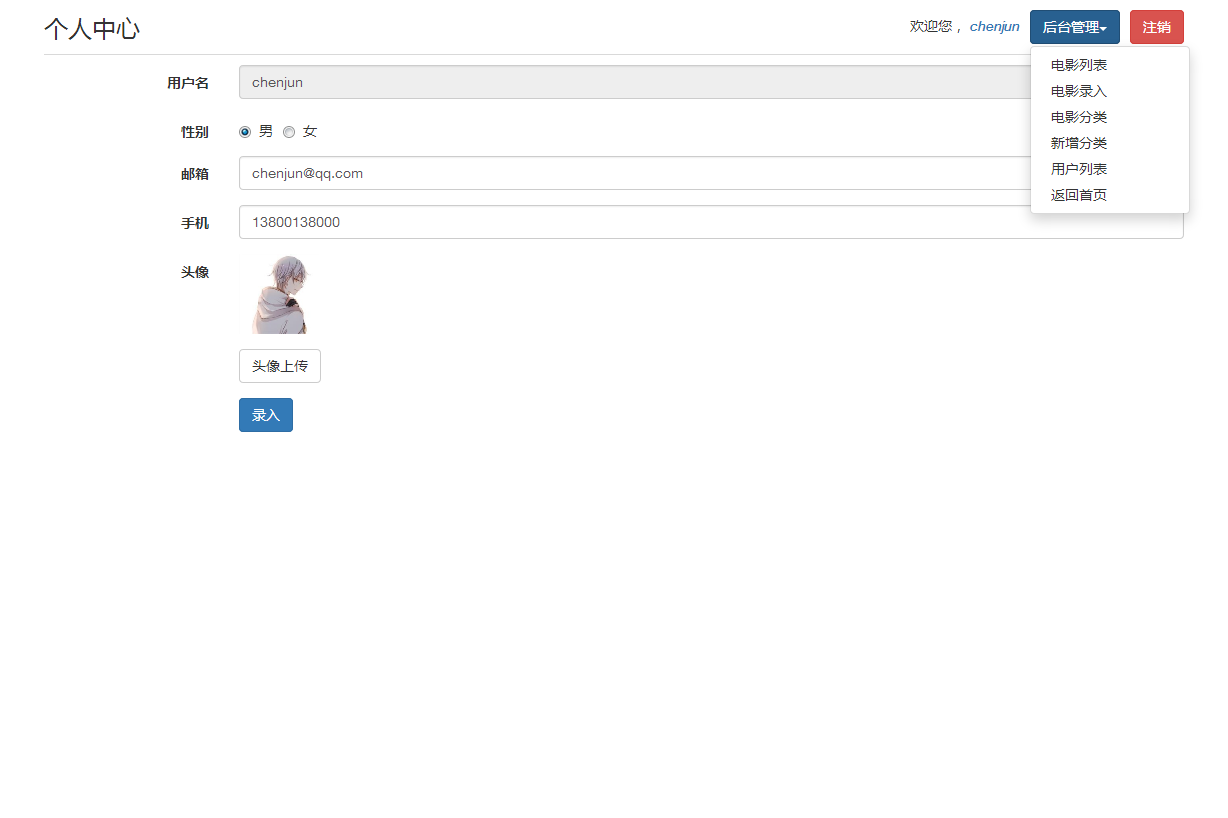 个人中心
欢迎您， chenjun 后台管理 注销
电影列表
电影录入
电影分类
新增分类
用户列表
返回首页
用户名 chenjun
性别 男 女
邮箱 chenjun@qq.com
手机 13800138000
头像
头像上传
录入